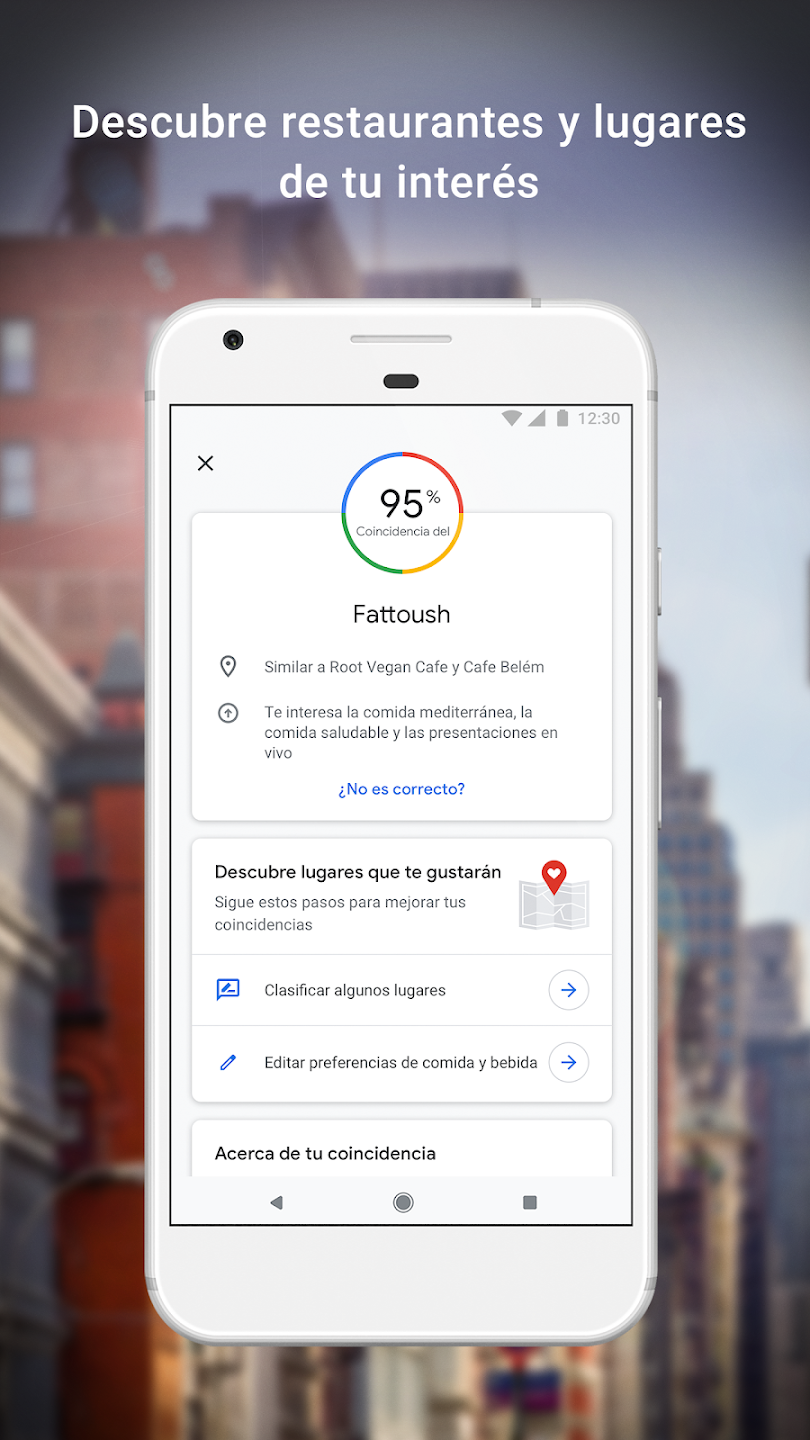 Descubre restaurantes y lugares
de tu interés
12:30
95%
Coincidencia del
Fattoush
Similar a Root Vegan Cafe y Cafe Belém
Te interesa la comida mediterránea, la
comida saludable y las presentaciones en
vivo
¿No es correcto?
Descubre lugares que te gustarán
Sigue estos pasos para mejorar tus
coincidencias
Clasificar algunos lugares
Editar preferencias de comida y bebida
Acerca de tu coincidencia